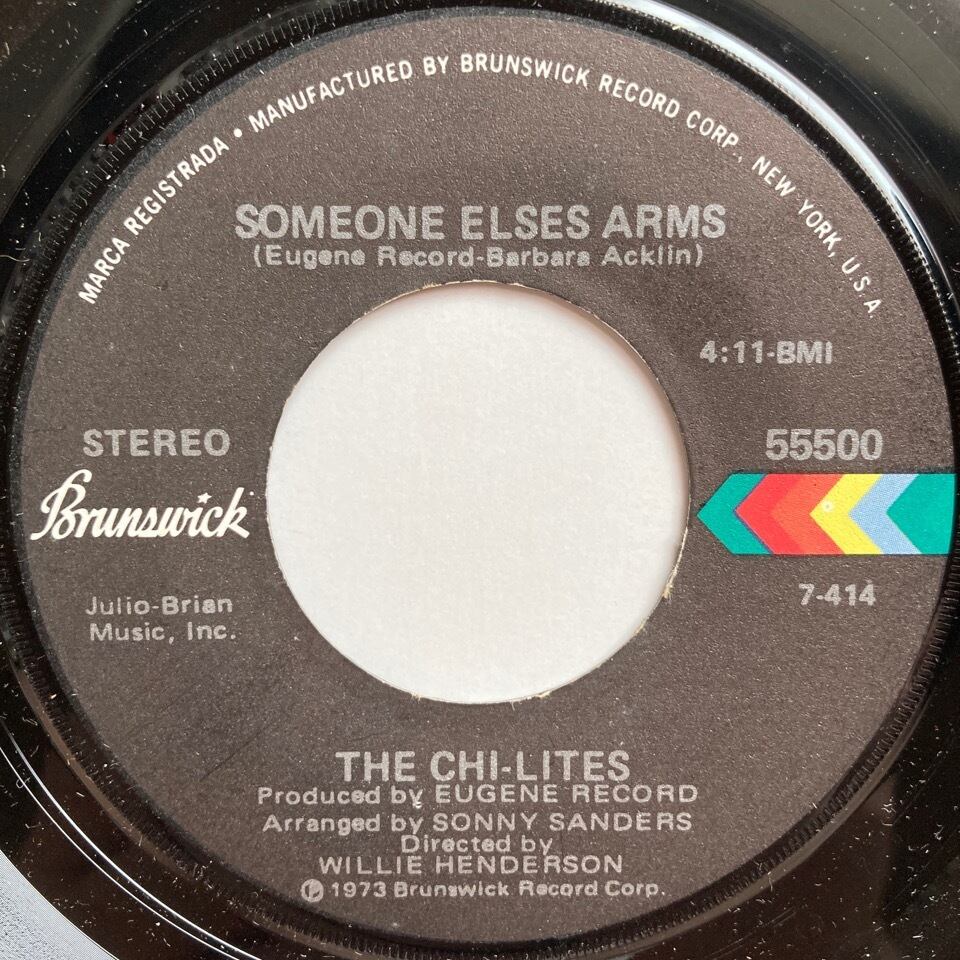 MARCA REGISTRADA • MANUFACTURED BY BRUNSWICK RECORD CORP., NEW YORK, U.S.A.
SOMEONE ELSES ARMS
(Eugene Record-Barbara Acklin)
4:11-BMI
STEREO
55500
Brunswick
7-414
Julio-Brian
Music, Inc.
THE CHI-LITES
Produced by EUGENE RECORD
Arranged by SONNY SANDERS
Directed by
WILLIE HENDERSON
℗ 1973 Brunswick Record Corp.